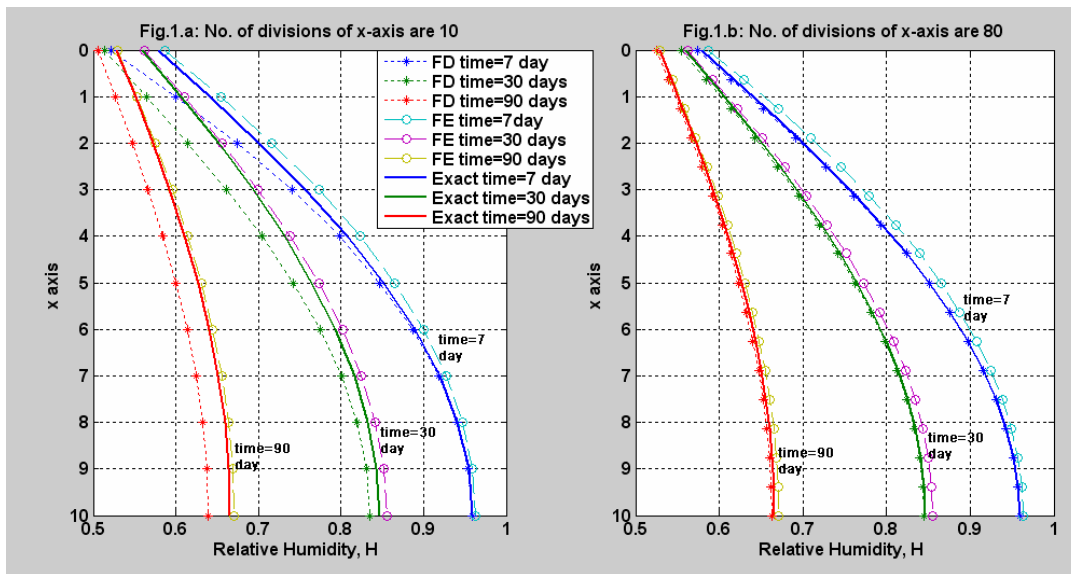 Fig.1.a: No. of divisions of x-axis are 10
0
1
2
3
4
5
6
7
8
9
10
x axis
FD time=7 day
FD time=30 days
FD time=90 days
FE time=7day
FE time=30 days
FE time=90 days
Exact time=7 day
Exact time=30 days
Exact time=90 days
time=7
day
time=30
day
time=90
day
0.5 0.6 0.7 0.8 0.9 1
Relative Humidity, H
Fig.1.b: No. of divisions of x-axis are 80
0
1
2
3
4
5
6
7
8
9
10
x axis
time=7
day
time=30
day
time=90
day
0.5 0.6 0.7 0.8 0.9 1
Relative Humidity, H